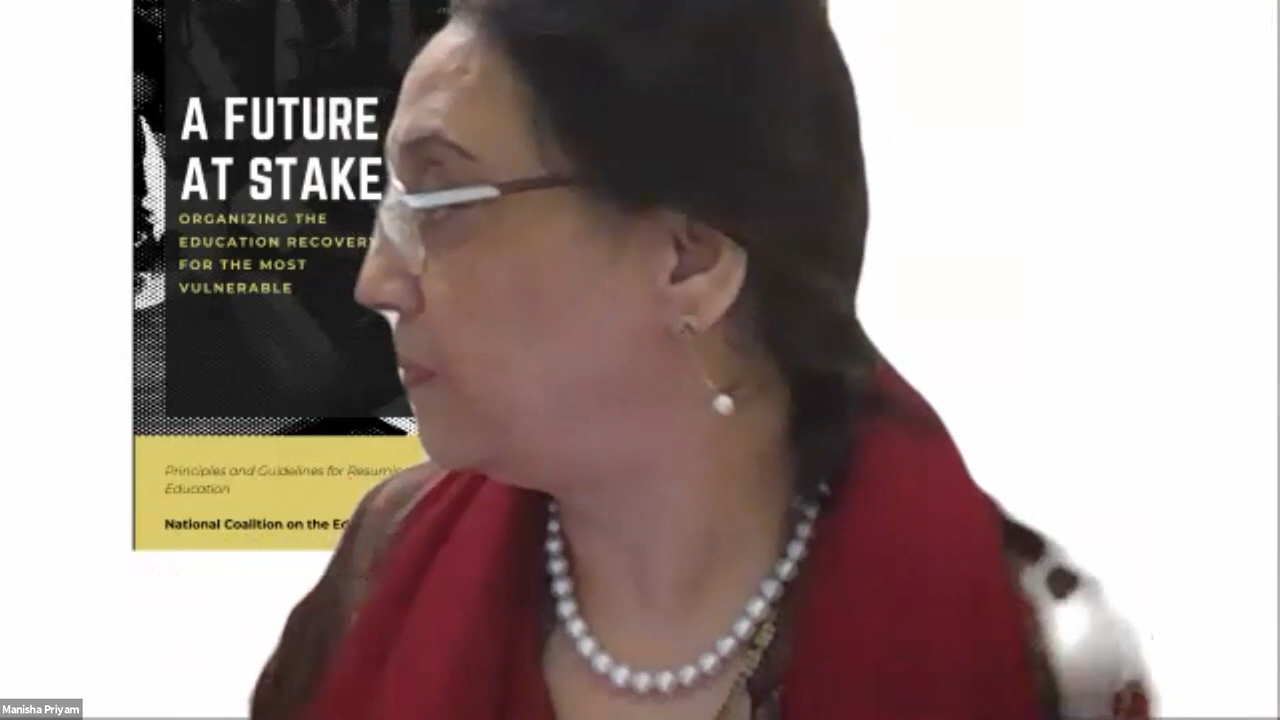 A FUTURE
AT STAKE
ORGANIZING THE
EDUCATION RECOVERY
FOR THE MOST
VULNERABLE
Principles and Guidelines for
Education
National Coalition on the
Manisha Priyam